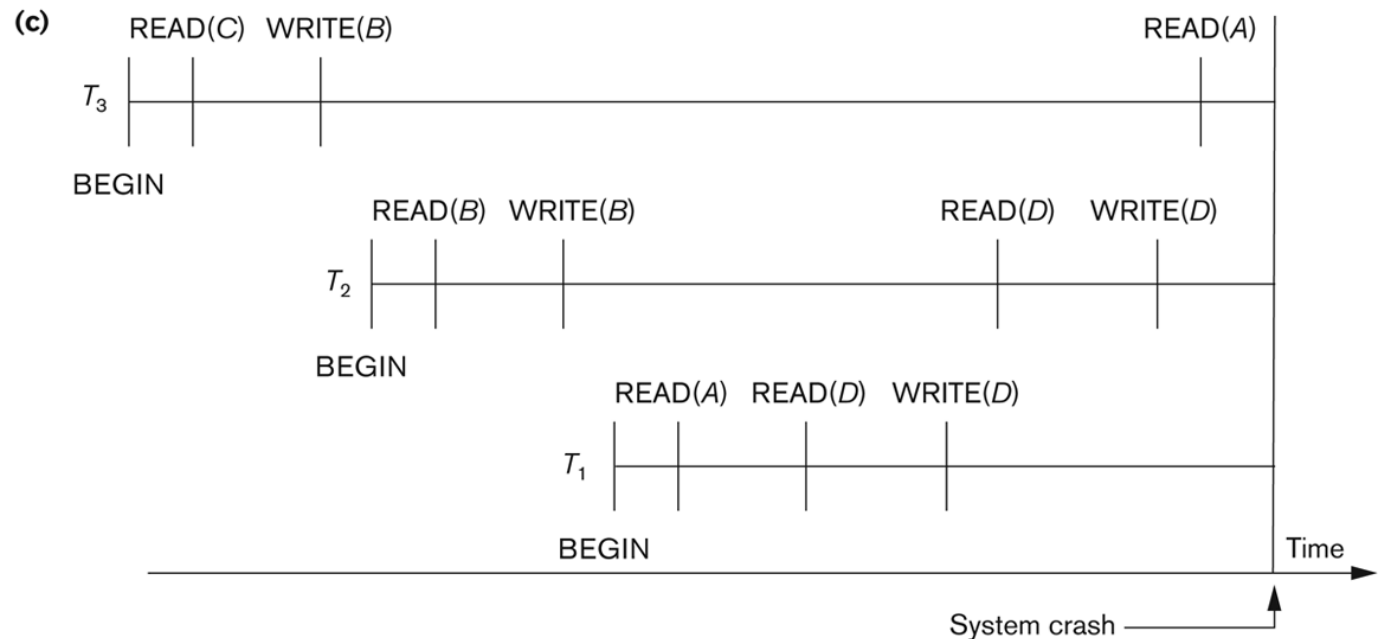 (c)
READ(C) WRITE(B) READ(A)
T₃
BEGIN
READ(B) WRITE(B) READ(D) WRITE(D)
T₂
BEGIN
READ(A) READ(D) WRITE(D)
T₁
BEGIN
Time
System crash